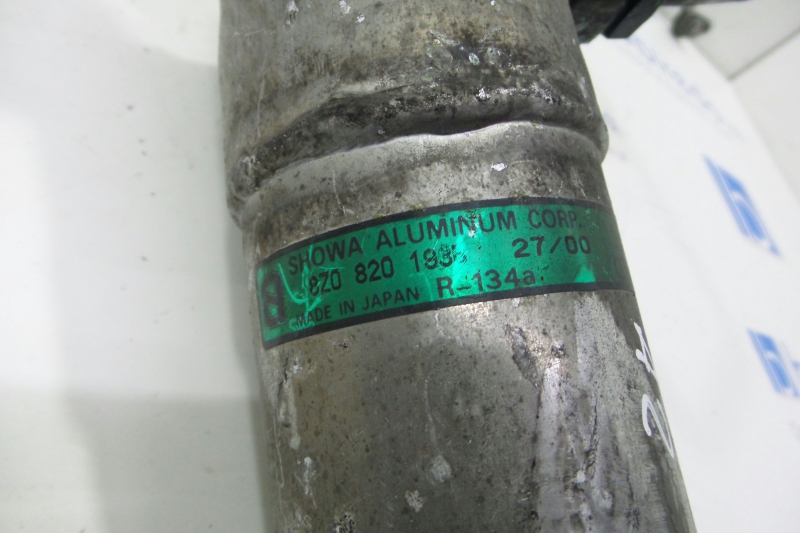 SHOWA ALUMINUM CORP.
8Z0 820 193 27/00
MADE IN JAPAN R-134a